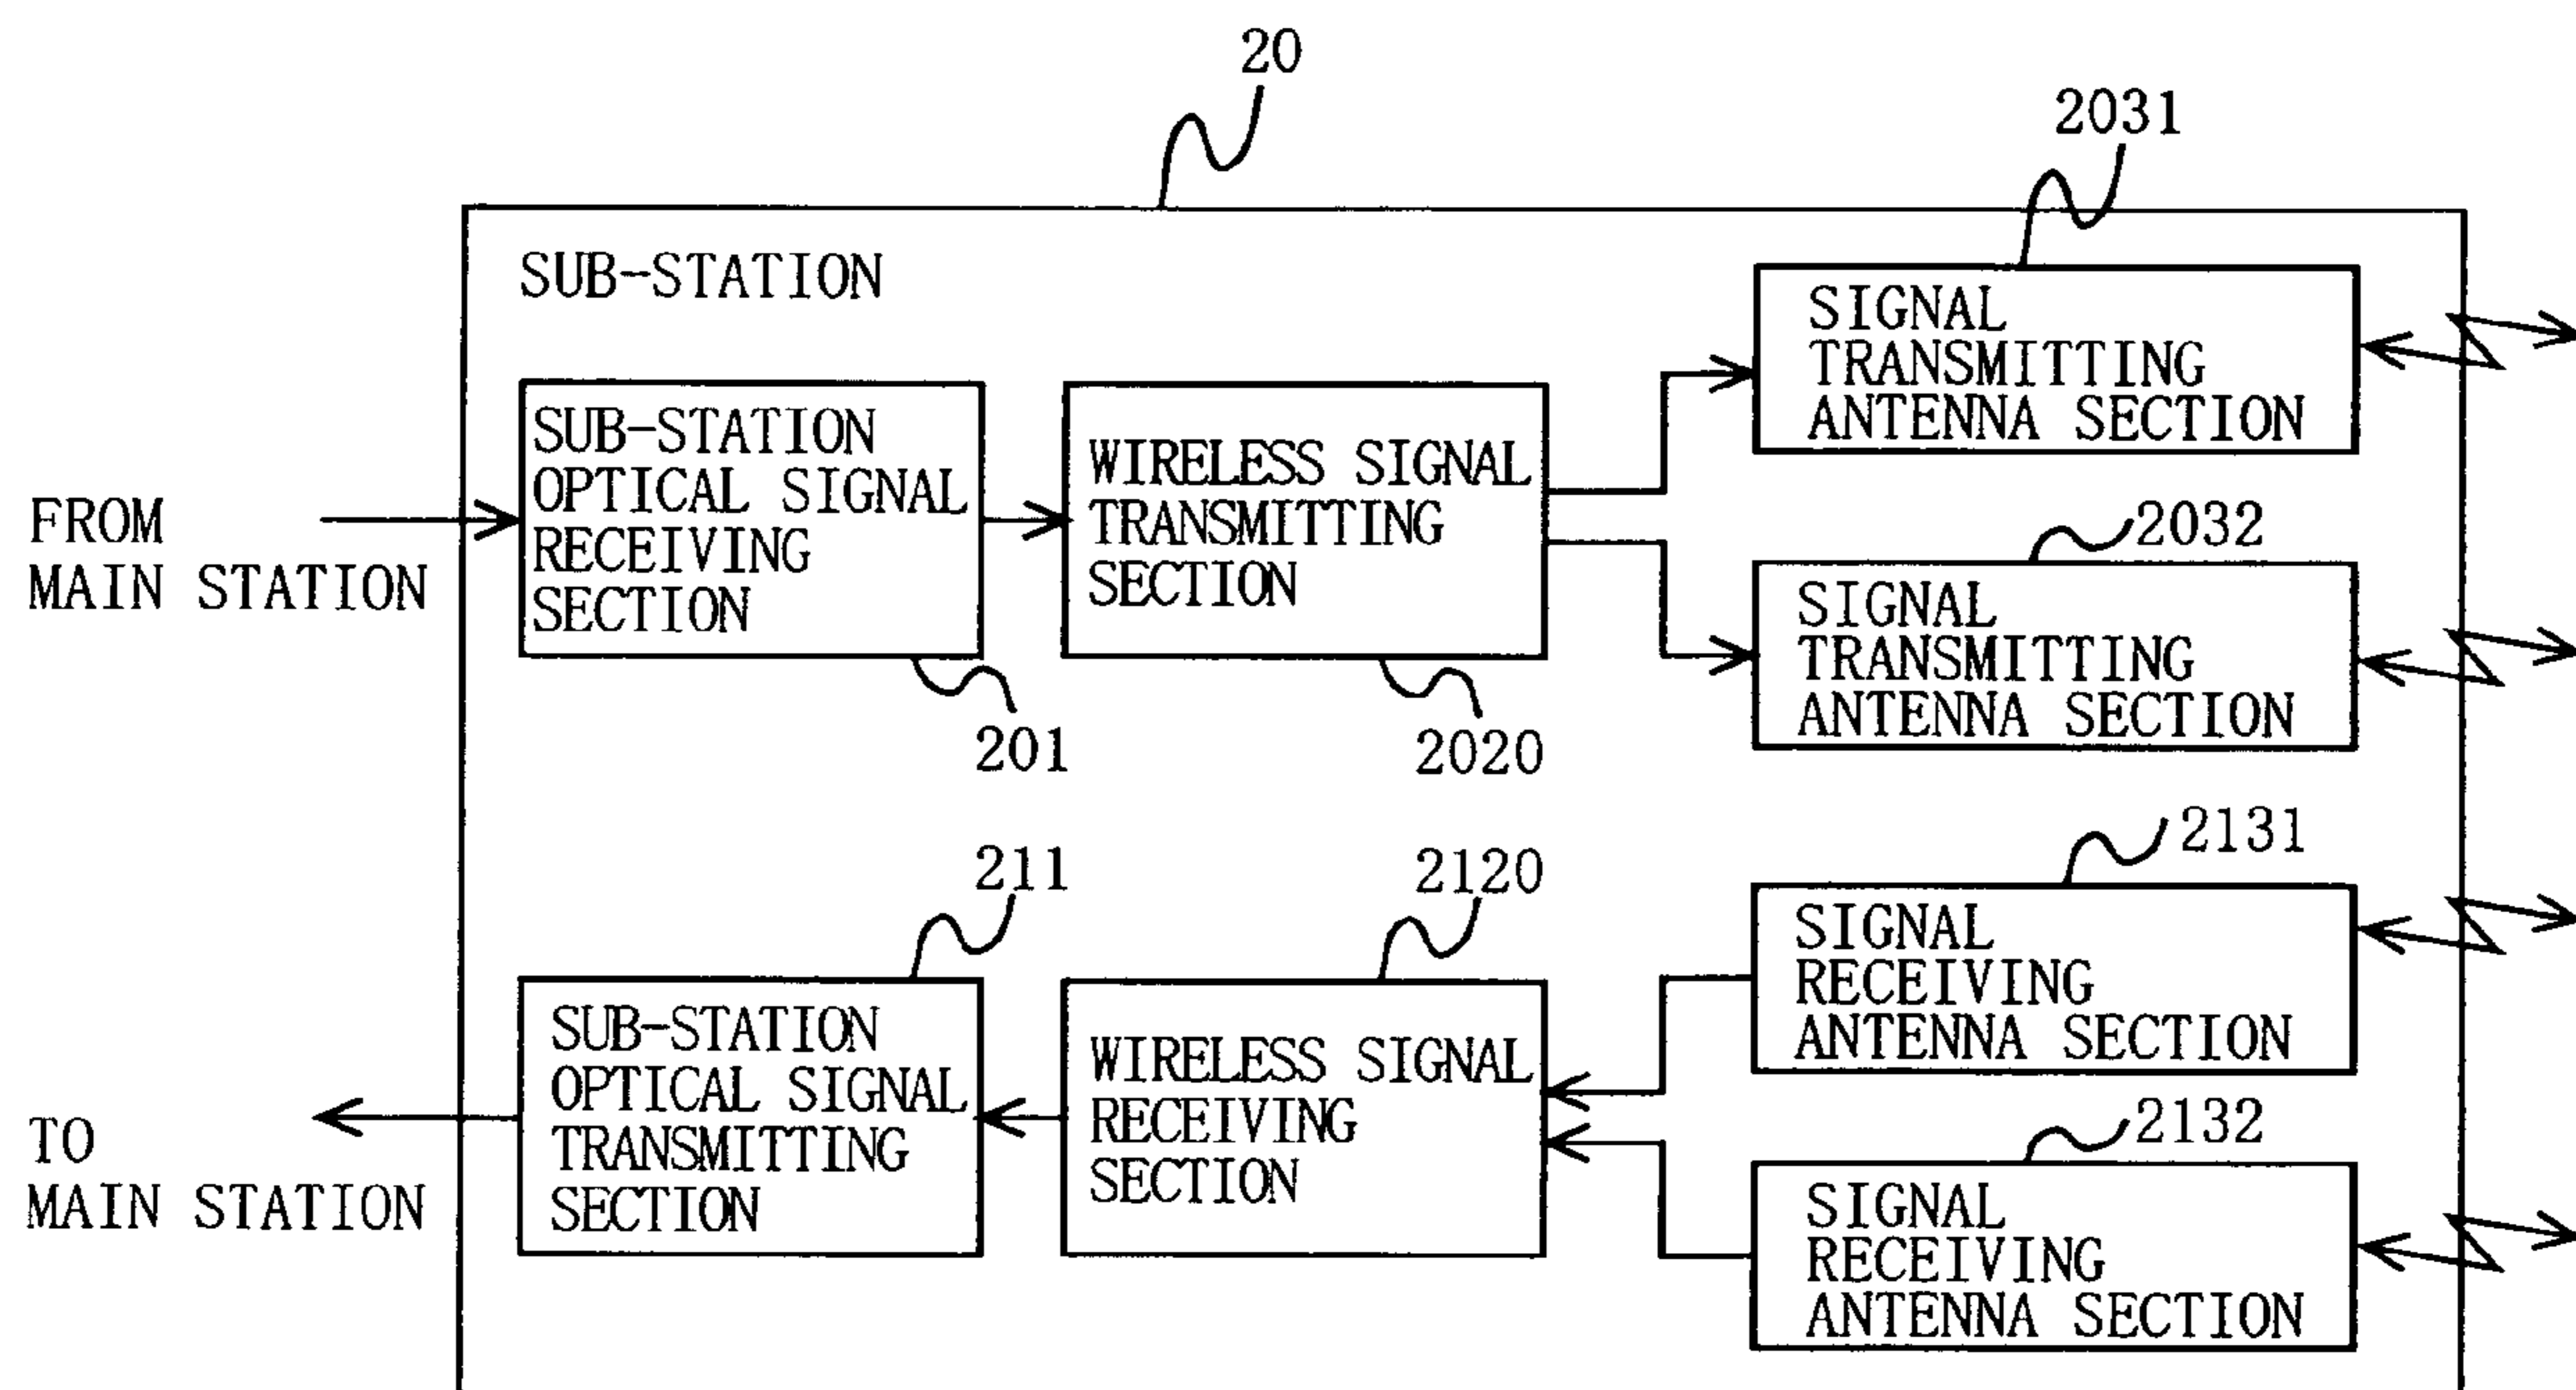 20
2031
SUB-STATION
SIGNAL
TRANSMITTING
ANTENNA SECTION
SUB-STATION
OPTICAL SIGNAL
RECEIVING
SECTION
WIRELESS SIGNAL
TRANSMITTING
SECTION
FROM
MAIN STATION
2032
SIGNAL
TRANSMITTING
ANTENNA SECTION
201
2020
2131
211
2120
SIGNAL
RECEIVING
ANTENNA SECTION
SUB-STATION
OPTICAL SIGNAL
TRANSMITTING
SECTION
WIRELESS SIGNAL
RECEIVING
SECTION
TO
MAIN STATION
2132
SIGNAL
RECEIVING
ANTENNA SECTION